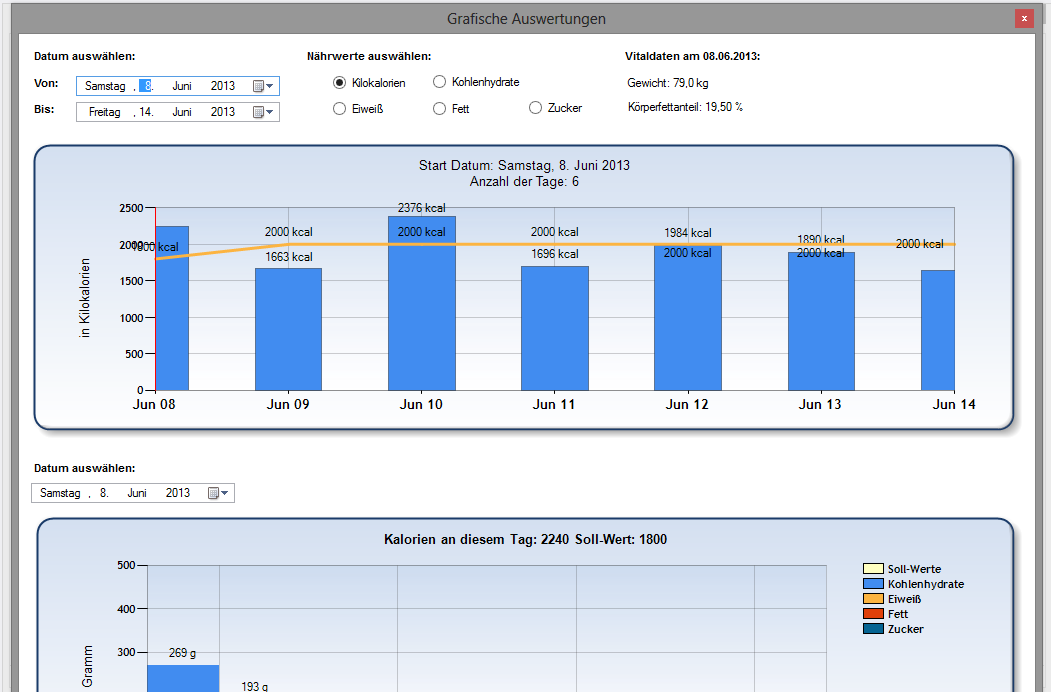 Grafische Auswertungen
x
Datum auswählen:
Nährwerte auswählen:
Vitaldaten am 08.06.2013:
Von: Samstag , 8. Juni 2013
Kilokalorien
Kohlenhydrate
Gewicht: 79,0 kg
Bis: Freitag , 14. Juni 2013
Eiweiß
Fett
Zucker
Körperfettanteil: 19,50 %
Start Datum: Samstag, 8. Juni 2013
Anzahl der Tage: 6
in Kilokalorien
2500
2000
1500
1000
500
0
kcal
2000 kcal
1663 kcal
2376 kcal
2000 kcal
2000 kcal
1696 kcal
1984 kcal
2000 kcal
1890 kcal
2000 kcal
2000 kcal
Jun 08 Jun 09 Jun 10 Jun 11 Jun 12 Jun 13 Jun 14
Datum auswählen:
Samstag , 8. Juni 2013
Kalorien an diesem Tag: 2240 Soll-Wert: 1800
Gramm
500
400
300
269 g
193 g
Soll-Werte
Kohlenhydrate
Eiweiß
Fett
Zucker